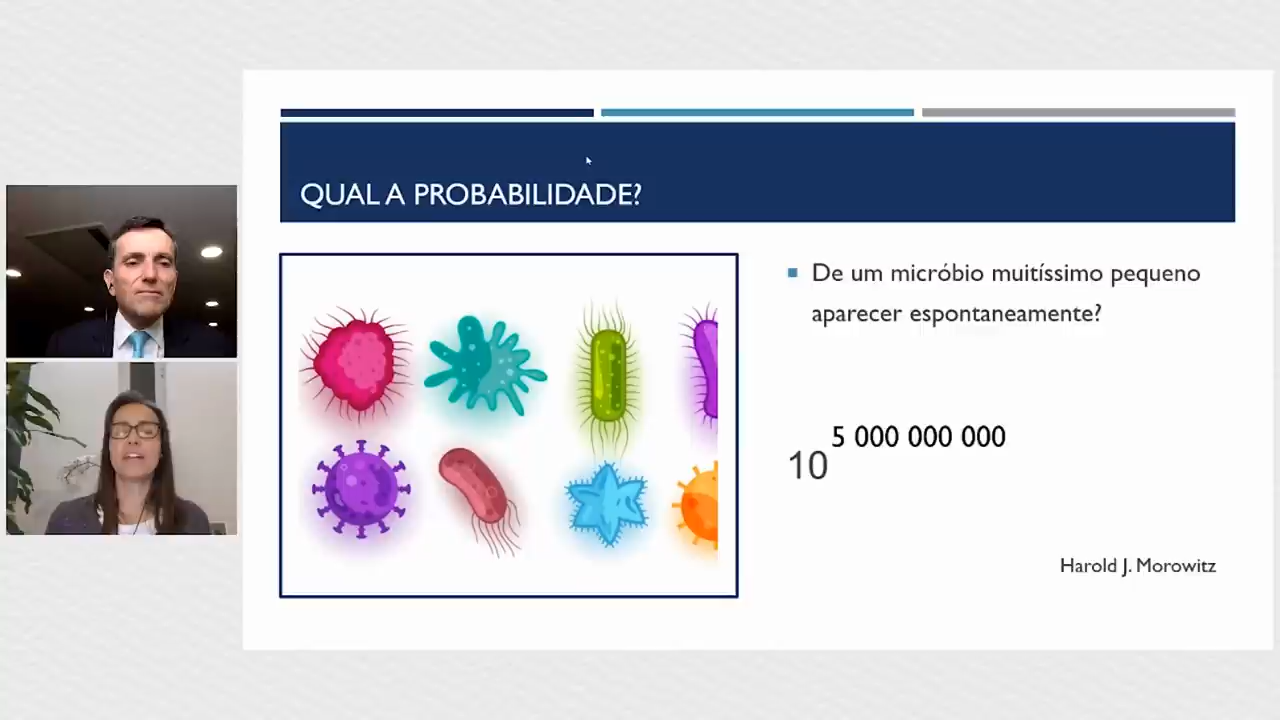 QUAL A PROBABILIDADE?
De um micróbio muitíssimo pequeno
aparecer espontaneamente?
10 5 000 000 000
Harold J. Morowitz